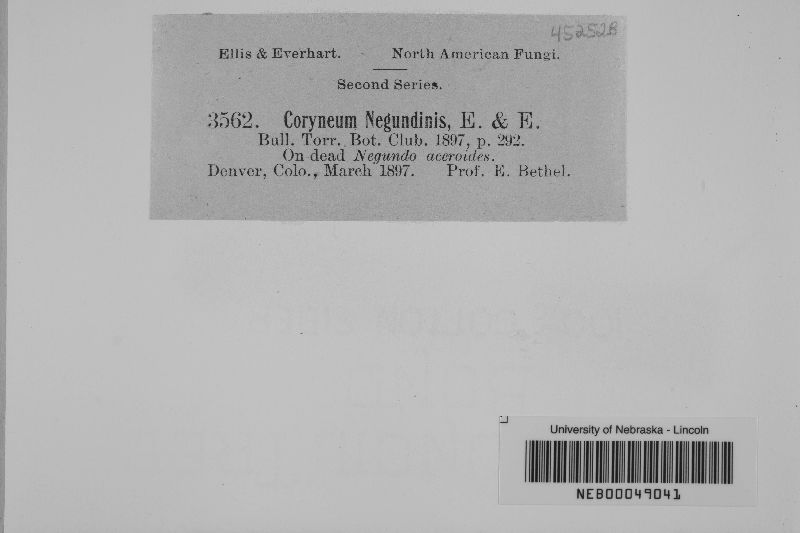 45252B
Ellis & Everhart. North American Fungi.
Second Series.
3562. Coryneum Negundinis, E. & E.
Bull. Torr. Bot. Club. 1897, p. 292.
On dead Negundo aceroides.
Denver, Colo., March 1897. Prof. E. Bethel.
University of Nebraska - Lincoln
NEB00049041